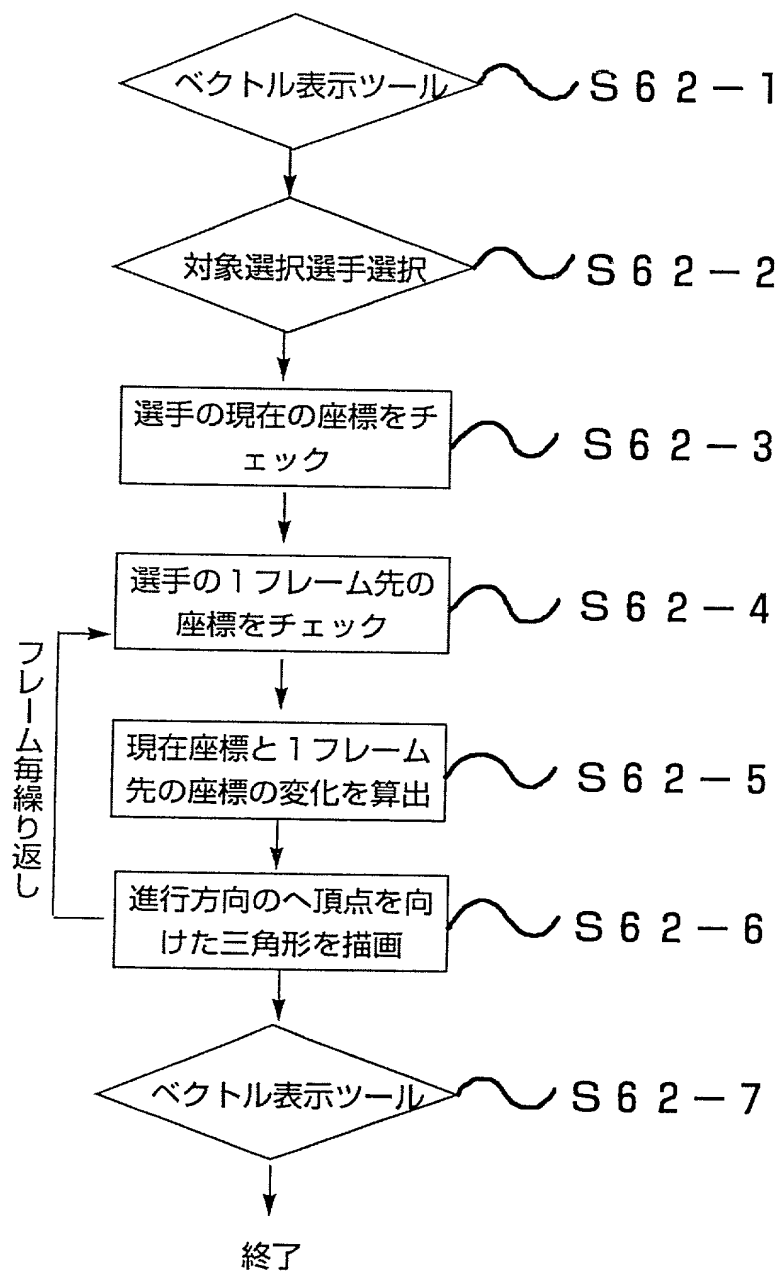 ベクトル表示ツール
S62-1
対象選択選手選択
S62-2
選手の現在の座標をチ
ェック
S62-3
選手の1フレーム先の
座標をチェック
S62-4
フレーム毎繰り返し
現在座標と1フレーム
先の座標の変化を算出
S62-5
進行方向のへ頂点を向
けた三角形を描画
S62-6
ベクトル表示ツール
S62-7
終了